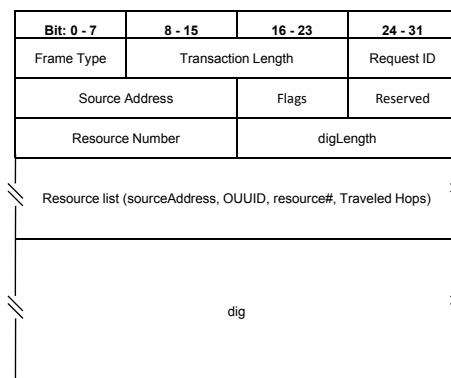 Bit: 0 - 7 8 - 15 16 - 23 24 - 31
Frame Type Transaction Length Request ID
Source Address Flags Reserved
Resource Number digLength
Resource list (sourceAddress, OUUID, resource#, Traveled Hops)
dig